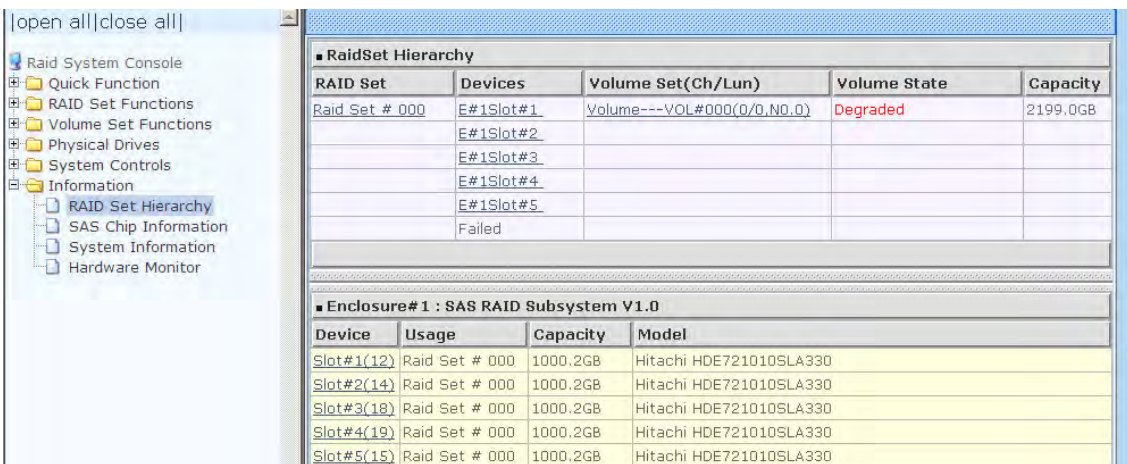 |open all|close all|
Raid System Console
Quick Function
RAID Set Functions
Volume Set Functions
Physical Drives
System Controls
Information
RAID Set Hierarchy
SAS Chip Information
System Information
Hardware Monitor
RaidSet Hierarchy
RAID Set Devices Volume Set(Ch/Lun) Volume State Capacity
Raid Set # 000 E#1Slot#1 Volume---VOL#000(0/0,N0.0) Degraded 2199.0GB
E#1Slot#2
E#1Slot#3
E#1Slot#4
E#1Slot#5
Failed
Enclosure#1 : SAS RAID Subsystem V1.0
Device Usage Capacity Model
Slot#1(12) Raid Set # 000 1000.2GB Hitachi HDE721010SLA330
Slot#2(14) Raid Set # 000 1000.2GB Hitachi HDE721010SLA330
Slot#3(18) Raid Set # 000 1000.2GB Hitachi HDE721010SLA330
Slot#4(19) Raid Set # 000 1000.2GB Hitachi HDE721010SLA330
Slot#5(15) Raid Set # 000 1000.2GB Hitachi HDE721010SLA330